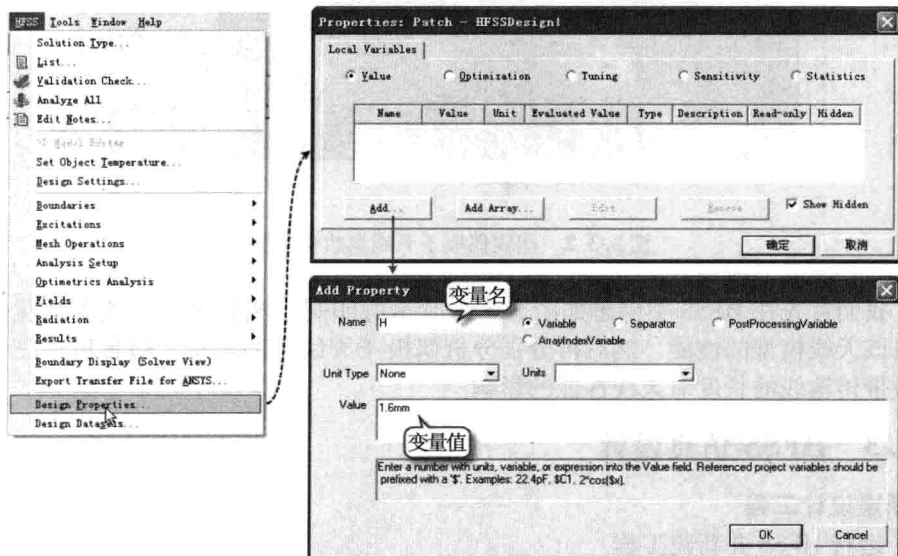 HFSS Tools Window Help
Solution Type...
List...
Validation Check...
Analyze All
Edit Notes...
3D Model Editor
Set Object Temperature...
Design Settings...
Boundaries
Excitations
Mesh Operations
Analysis Setup
Optimetrics Analysis
Fields
Radiation
Results
Boundary Display (Solver View)
Export Transfer File for ANSYS...
Design Properties...
Design Datasets...
Properties: Patch - HFSSDesign1
Local Variables
Value Optimization Tuning Sensitivity Statistics
Name Value Unit Evaluated Value Type Description Read-only Hidden
Add... Add Array... Edit... Remove Show Hidden
确定 取消
Add Property
变量名
Name H Variable Separator PostProcessingVariable
ArrayIndexVariable
Unit Type None Units
Value 1.6mm
变量值
Enter a number with units, variable, or expression into the Value field. Referenced project variables should be
prefixed with a '$'. Examples: 22.4pF, $C1, 2*cos($x).
OK Cancel